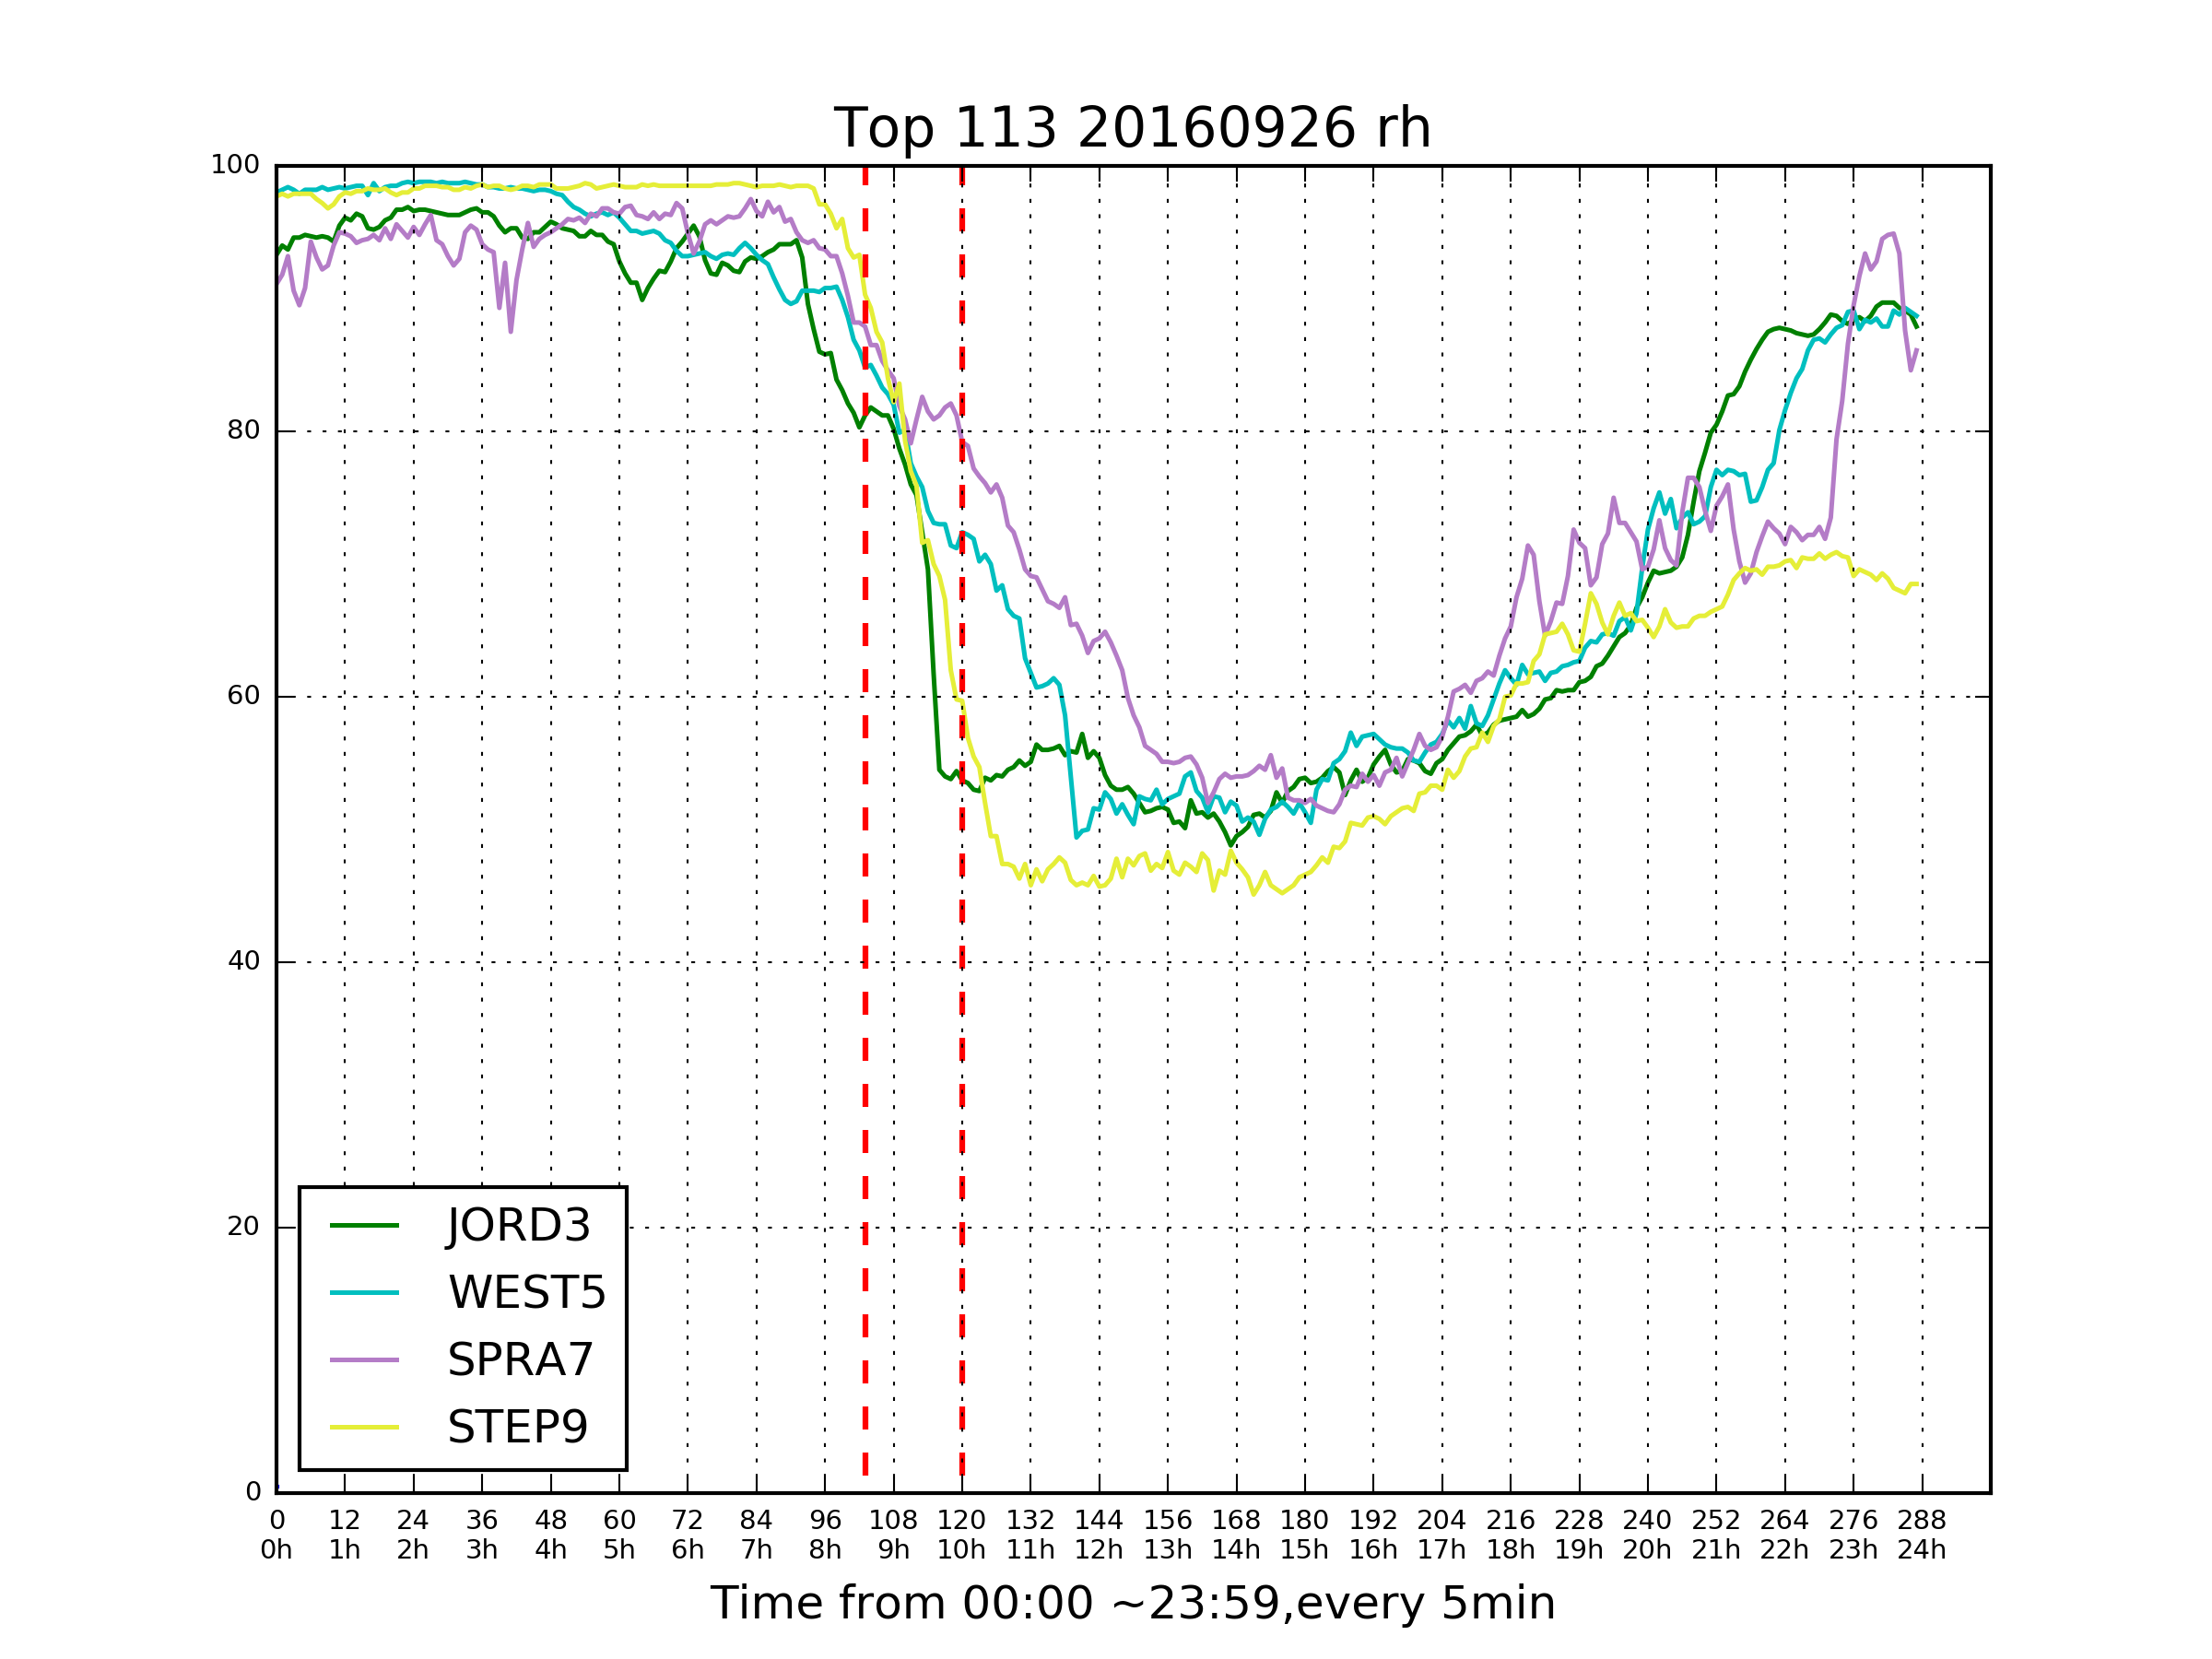 Top 113 20160926 rh
100
80
60
40
20
0
JORD3
WEST5
SPRA7
STEP9
0 12 24 36 48 60 72 84 96 108 120 132 144 156 168 180 192 204 216 228 240 252 264 276 288
0h 1h 2h 3h 4h 5h 6h 7h 8h 9h 10h 11h 12h 13h 14h 15h 16h 17h 18h 19h 20h 21h 22h 23h 24h
Time from 00:00 ~23:59,every 5min